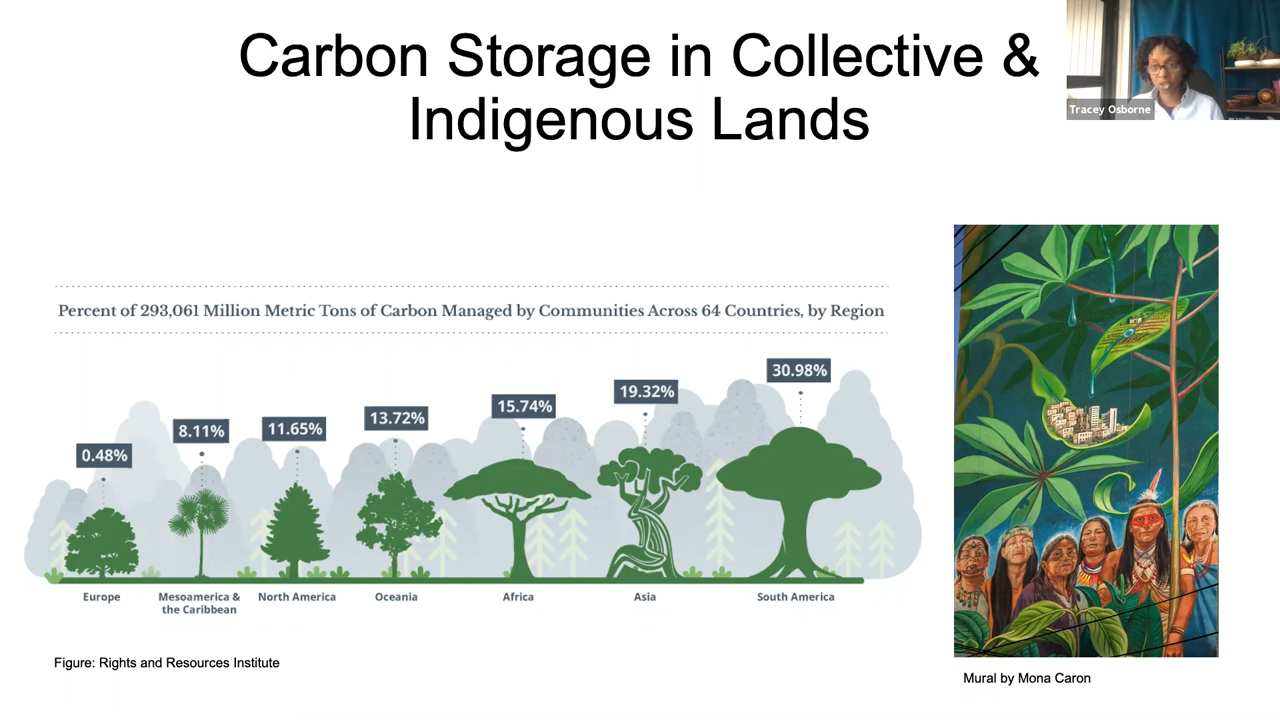 Carbon Storage in Collective &
Indigenous Lands
Tracey Osborne
Percent of 293,061 Million Metric Tons of Carbon Managed by Communities Across 64 Countries, by Region
0.48%
8.11%
11.65%
13.72%
15.74%
19.32%
30.98%
Europe
Mesoamerica &
the Caribbean
North America
Oceania
Africa
Asia
South America
Figure: Rights and Resources Institute
Mural by Mona Caron